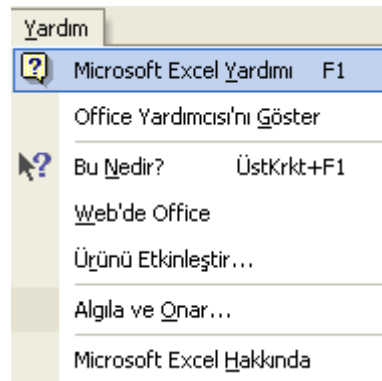 Yardım
Microsoft Excel Yardımı F1
Office Yardımcısı'nı Göster
Bu Nedir? ÜstKrkt+F1
Web'de Office
Ürünü Etkinleştir...
Algıla ve Onar...
Microsoft Excel Hakkında